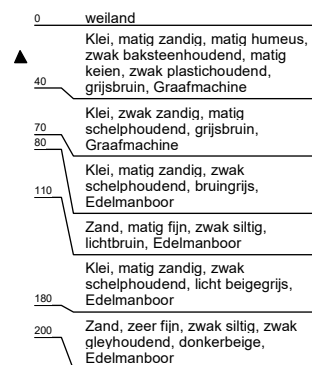 0 weiland
Klei, matig zandig, matig humeus,
zwak baksteenhoudend, matig
keien, zwak plastichoudend,
grijsbruin, Graafmachine
40
Klei, zwak zandig, matig
schelphoudend, grijsbruin,
Graafmachine
70
80
Klei, matig zandig, zwak
schelphoudend, bruingrijs,
Edelmanboor
110
Zand, matig fijn, zwak siltig,
lichtbruin, Edelmanboor
Klei, matig zandig, zwak
schelphoudend, licht beigegrijs,
Edelmanboor
180
Zand, zeer fijn, zwak siltig, zwak
gleyhoudend, donkerbeige,
Edelmanboor
200